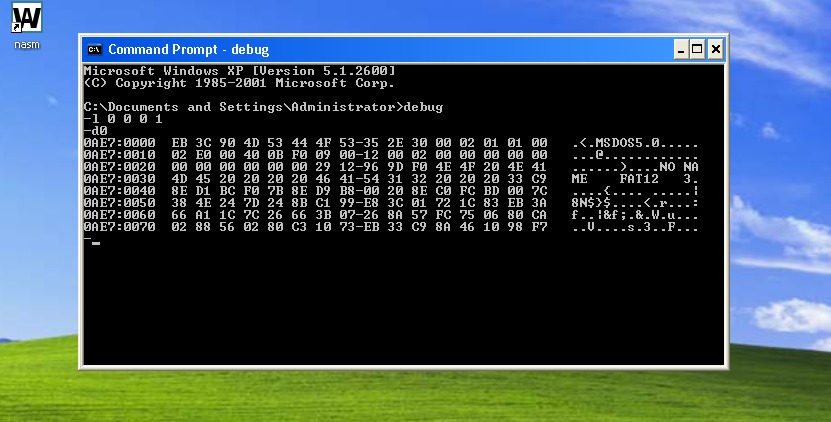 nasm
Command Prompt - debug
Microsoft Windows XP [Version 5.1.2600]
(C) Copyright 1985-2001 Microsoft Corp.
C:\Documents and Settings\Administrator>debug
-l 0 0 0 1
-d0
0AE7:0000  EB 3C 90 4D 53 44 4F 53-35 2E 30 00 02 01 01 00   .<.MSDOS5.0.....
0AE7:0010  02 E0 00 40 0B F0 09 00-12 00 02 00 00 00 00 00   ...@............
0AE7:0020  00 00 00 00 00 00 29 12-96 9D F0 4E 4F 20 4E 41   ......)....NO NA
0AE7:0030  4D 45 20 20 20 20 46 41-54 31 32 20 20 20 33 C9   ME    FAT12   3.
0AE7:0040  8E D1 BC F0 7B 8E D9 B8-00 20 8E C0 FC BD 00 7C   ....{.... .....|
0AE7:0050  38 4E 24 7D 24 8B C1 99-E8 3C 01 72 1C 83 EB 3A   8N$}$....<.r...:
0AE7:0060  66 A1 1C 7C 26 66 3B 07-26 8A 57 FC 75 06 80 CA   f..|&f;.&.W.u...
0AE7:0070  02 88 56 02 80 C3 10 73-EB 33 C9 8A 46 10 98 F7   ..V....s.3..F...
-_